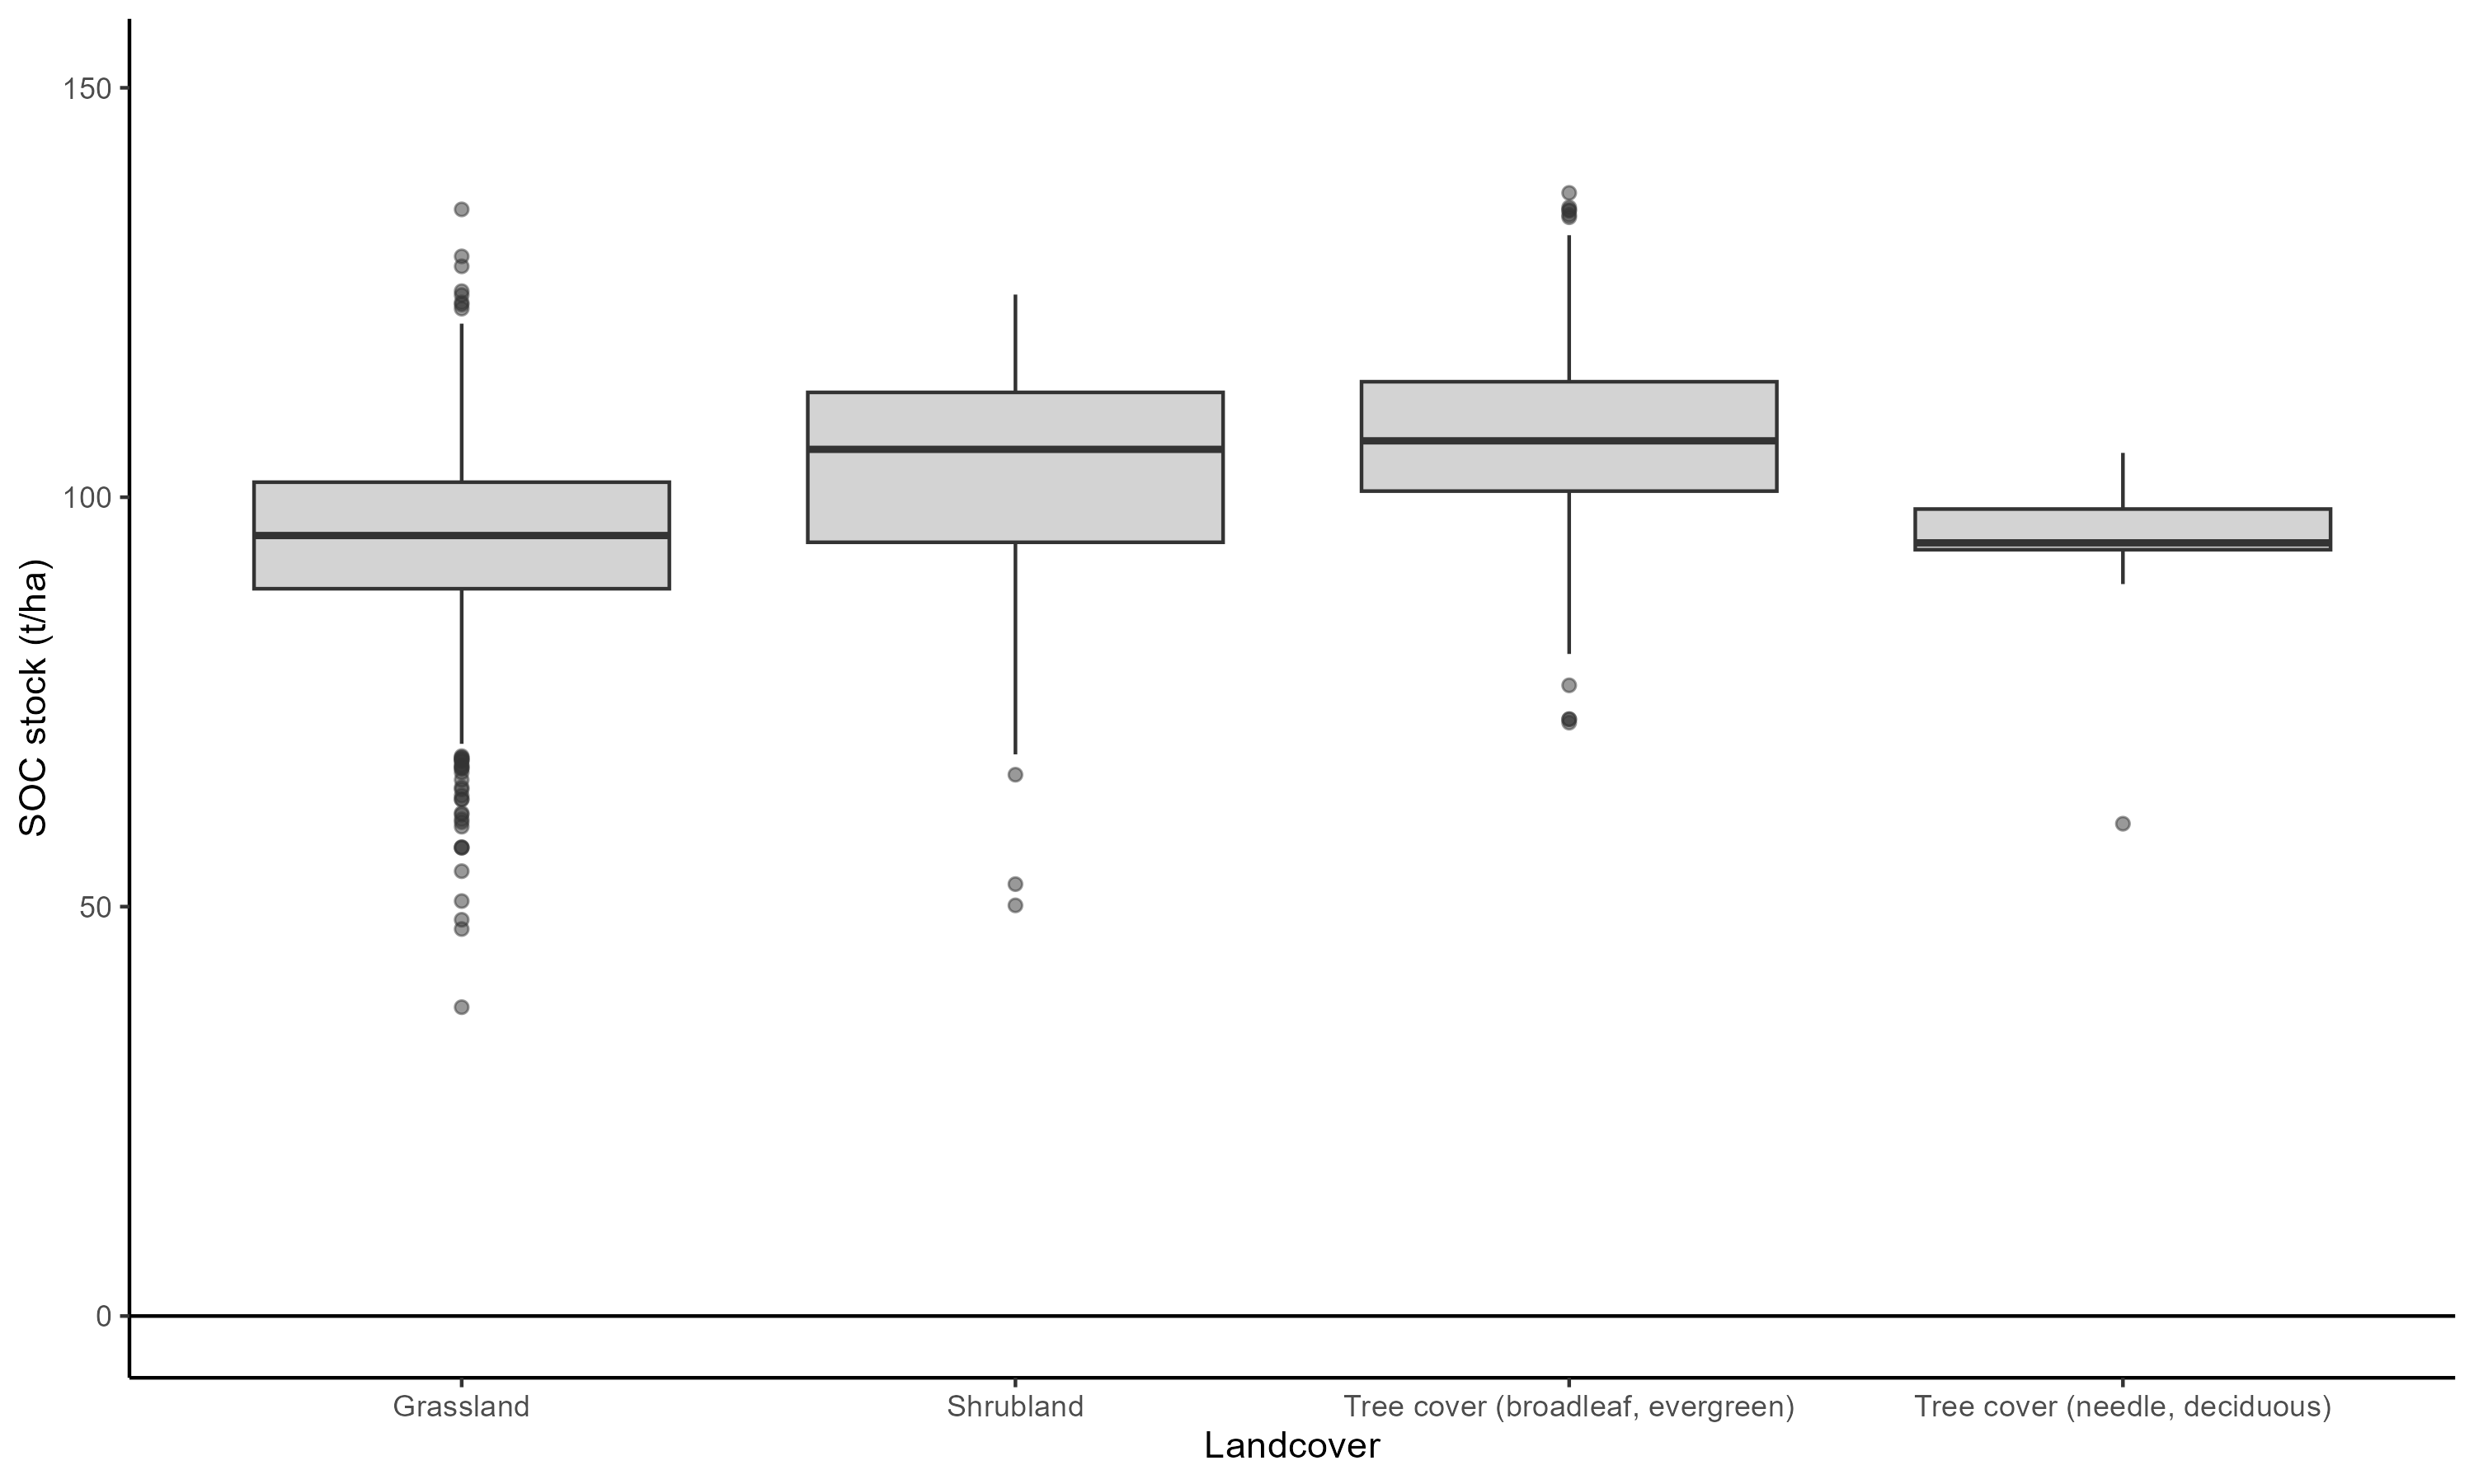 150
100
50
0
SOC stock (t/ha)
Grassland
Shrubland
Tree cover (broadleaf, evergreen)
Tree cover (needle, deciduous)
Landcover